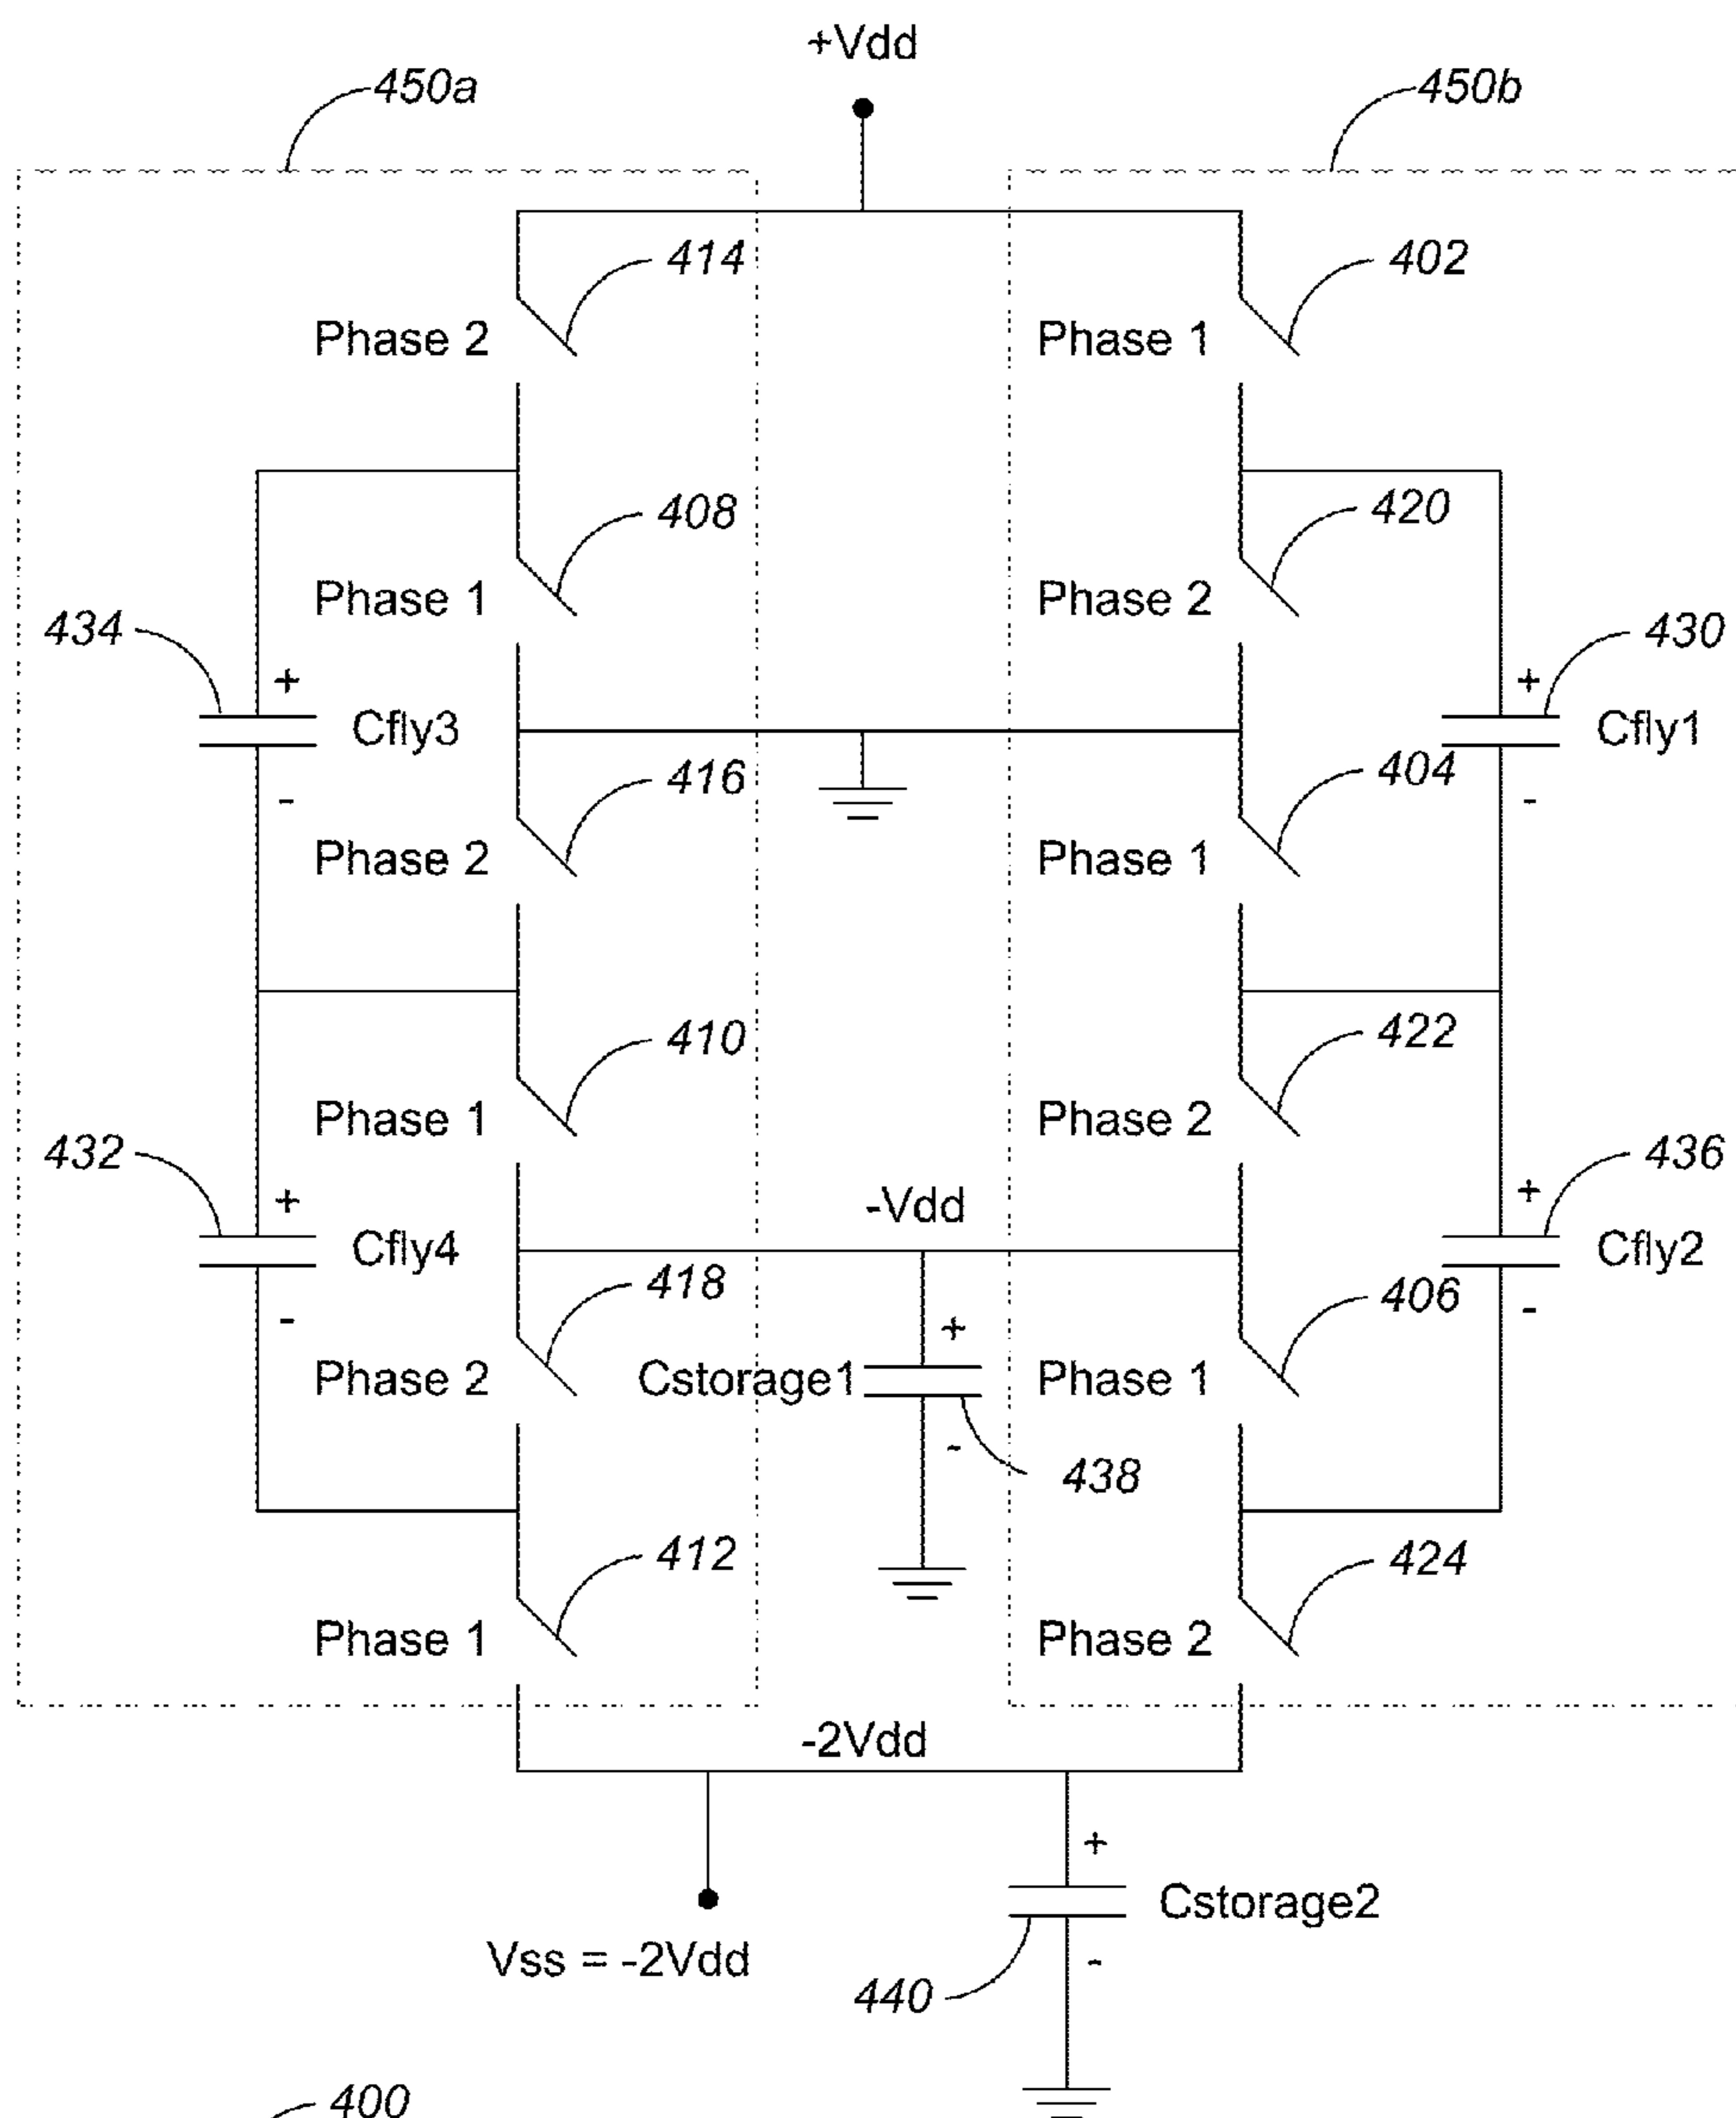 +Vdd
450a
450b
414
402
Phase 2
Phase 1
408
420
Phase 1
Phase 2
434
430
+
+
Cfly3
Cfly1
-
-
416
404
Phase 2
Phase 1
410
422
Phase 1
Phase 2
432
436
-Vdd
+
+
Cfly4
Cfly2
-
-
418
406
+
Phase 2
Cstorage1
Phase 1
-
438
412
424
Phase 1
Phase 2
-2Vdd
+
Cstorage2
Vss = -2Vdd
-
440
400